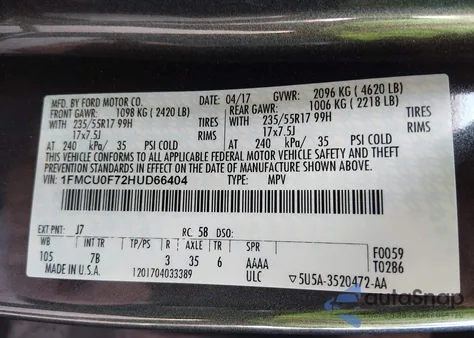 MFD. BY FORD MOTOR CO.
DATE: 04/17 GVWR: 2096 KG ( 4620 LB)
FRONT GAWR: 1098 KG ( 2420 LB) REAR GAWR: 1006 KG ( 2218 LB)
WITH 235/55R17 99H TIRES WITH 235/55R17 99H TIRES
17x7.5J RIMS 17x7.5J RIMS
AT 240 kPa/ 35 PSI COLD AT 240 kPa/ 35 PSI COLD
THIS VEHICLE CONFORMS TO ALL APPLICABLE FEDERAL MOTOR VEHICLE SAFETY AND THEFT
PREVENTION STANDARDS IN EFFECT ON THE DATE OF MANUFACTURE SHOWN ABOVE.
VIN: 1FMCU0F72HUD66404 TYPE: MPV
EXT PNT: J7 RC: 58 DSO:
WB INT TR TP/PS R AXLE TR SPR
105 7B 3 35 6 AAAA
F0059
T0286
MADE IN U.S.A. 1201704033389 ULC ▽5U5A-3520472-AA
autoSnap